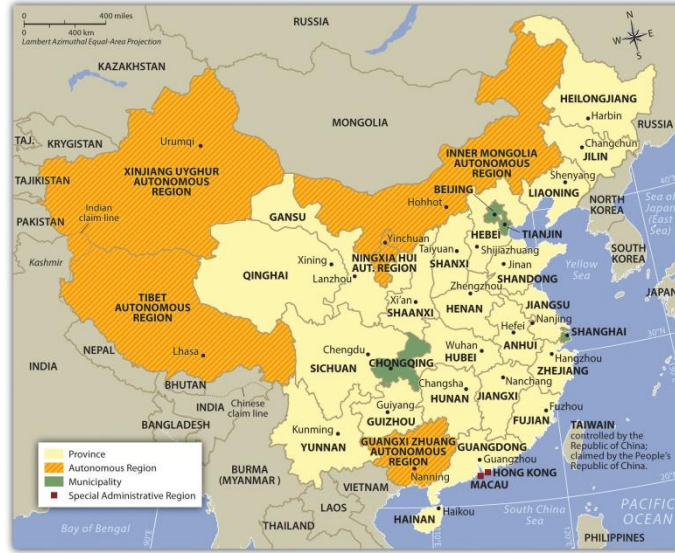 0 400 miles
0 400 km
Lambert Azimuthal Equal-Area Projection
RUSSIA
N
E
S
W
KAZAKHSTAN
MONGOLIA
HEILONGJIANG
Harbin
RUSSIA
Changchun
JILIN
TAJ.
KRYGISTAN
Urumqi
TAJIKISTAN
XINJIANG UYGHUR
AUTONOMOUS
REGION
INNER MONGOLIA
AUTONOMOUS
REGION
Shenyang
LIAONING
BEIJING
Hohhot
NORTH
KOREA
Sea of
Japan
(East
Sea)
40°N
PAKISTAN
Indian
claim line
GANSU
HEBEI
TIANJIN
Kashmir
Yinchuan
NINGXIA HUI
AUT. REGION
Taiyuan
Shijiazhuang
SHANXI
Jinan
SHANDONG
SOUTH
KOREA
Yellow
Sea
QINGHAI
Xining
Lanzhou
TIBET
AUTONOMOUS
REGION
Xi'an
SHAANXI
Zhengzhou
HENAN
JIANGSU
Nanjing
JAPA
NEPAL
Lhasa
Hefei
ANHUI
SHANGHAI
30°N
INDIA
BHUTAN
Chengdu
SICHUAN
CHONGQING
Wuhan
HUBEI
Hangzhou
ZHEJIANG
INDIA
Chinese
claim line
Changsha
HUNAN
Nanchang
JIANGXI
BANGLADESH
Guiyang
GUIZHOU
Fuzhou
FUJIAN
Kunming
YUNNAN
GUANGXI ZHUANG
AUTONOMOUS
REGION
Nanning
GUANGDONG
Guangzhou
HONG KONG
MACAU
TAIWAIN
controlled by the
Republic of China;
claimed by the People's
Republic of China.
Province
Autonomous Region
Municipality
Special Administrative Region
BURMA
(MYANMAR)
VIETNAM
LAOS
THAILAND
HAINAN
Haikou
South China
Sea
20°N
PACIFIC
OCEAN
PHILIPPINES
Bay of Bengal
90°E
100°E
110°E
120°E